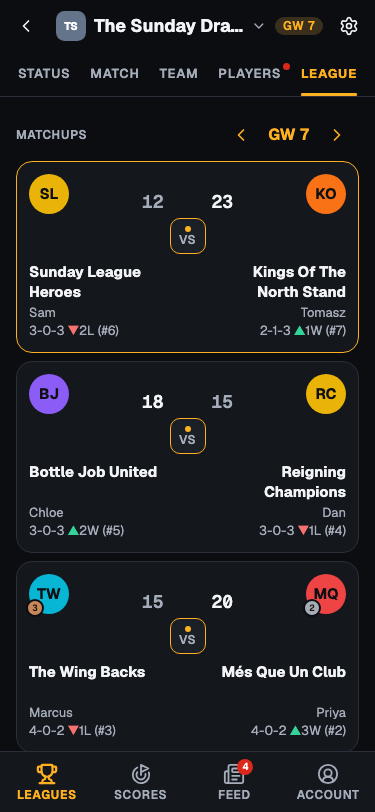 TS The Sunday Dra... GW 7
STATUS MATCH TEAM PLAYERS LEAGUE
MATCHUPS GW 7
SL 12 23 KO
VS
Sunday League Heroes
Kings Of The North Stand
Sam Tomasz
3-0-3 ▼2L (#6) 2-1-3 ▲1W (#7)
BJ 18 15 RC
VS
Bottle Job United
Reigning Champions
Chloe Dan
3-0-3 ▲2W (#5) 3-0-3 ▼1L (#4)
TW 3 15 20 MQ 2
VS
The Wing Backs Més Que Un Club
Marcus Priya
4-0-2 ▼1L (#3) 4-0-2 ▲3W (#2)
4
LEAGUES SCORES FEED ACCOUNT